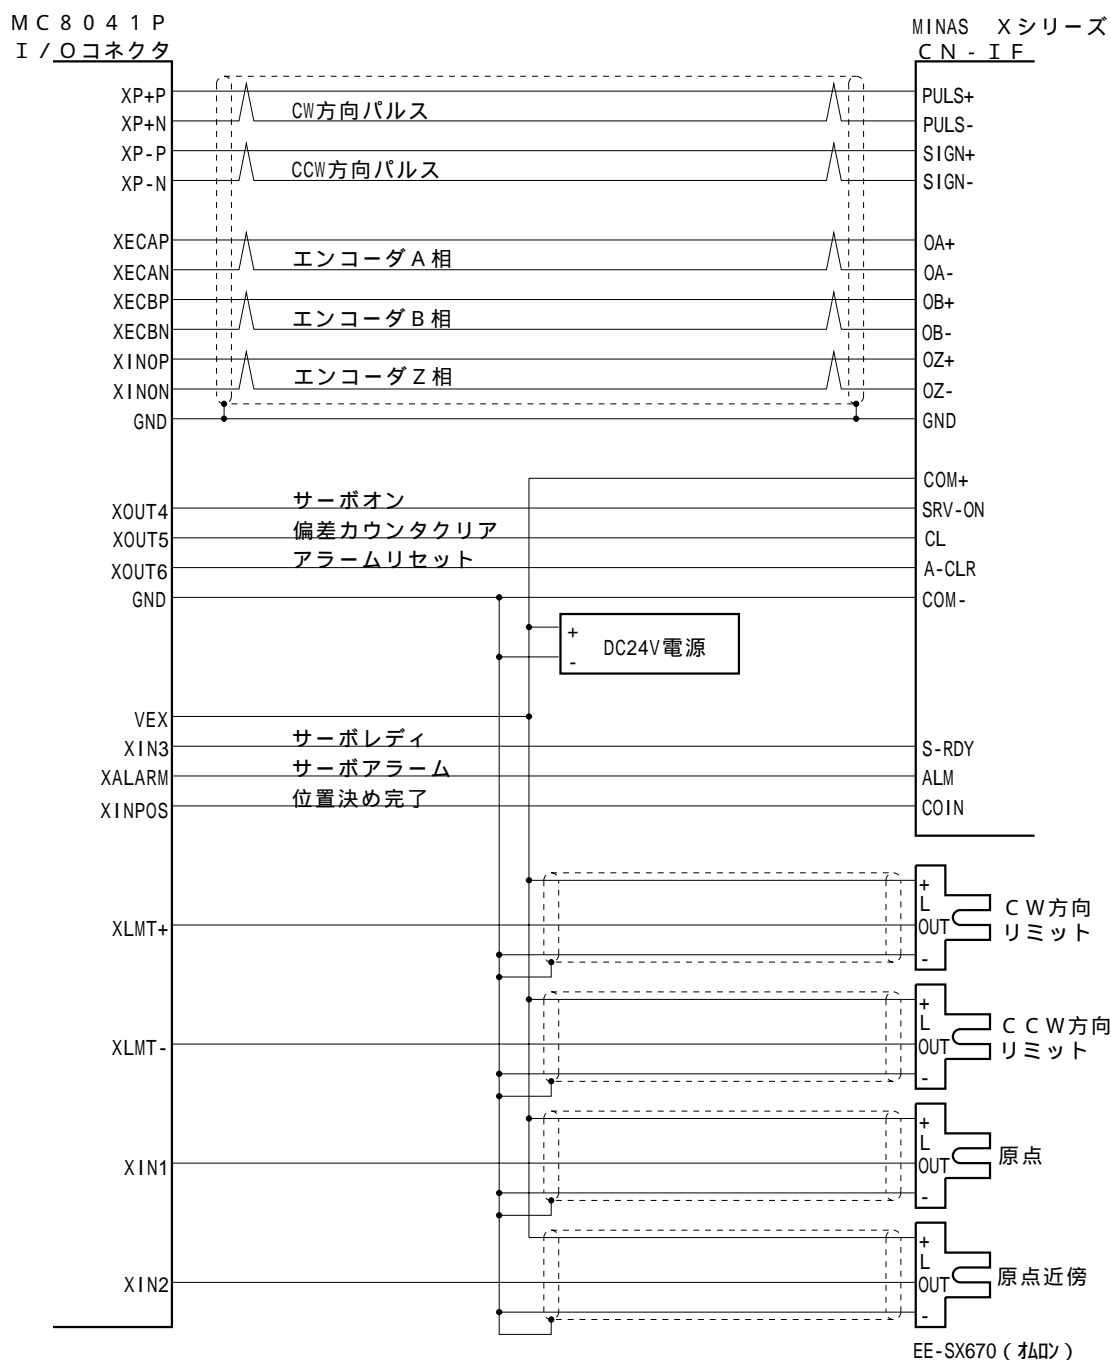 MC8041P
I/Oコネクタ
MINAS Xシリーズ
CN-IF
XP+P
CW方向パルス
PULS+
XP+N
PULS-
XP-P
CCW方向パルス
SIGN+
XP-N
SIGN-
XECAP
エンコーダA相
OA+
XECAN
OA-
XECBP
エンコーダB相
OB+
XECBN
OB-
XINOP
エンコーダZ相
OZ+
XINON
OZ-
GND
GND
COM+
XOUT4
サーボオン
SRV-ON
XOUT5
偏差カウンタクリア
CL
XOUT6
アラームリセット
A-CLR
GND
COM-
+
DC24V電源
-
VEX
XIN3
サーボレディ
S-RDY
XALARM
サーボアラーム
ALM
XINPOS
位置決め完了
COIN
XLMT+
+
L
OUT
-
CW方向
リミット
XLMT-
+
L
OUT
-
CCW方向
リミット
XIN1
+
L
OUT
-
原点
XIN2
+
L
OUT
-
原点近傍
EE-SX670(オムロン)